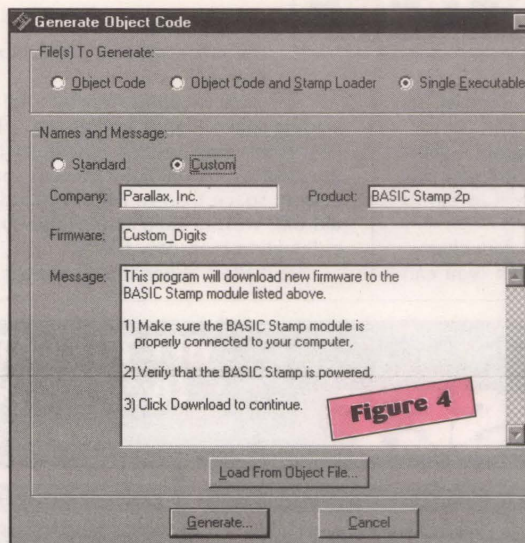 Generate Object Code
File(s) To Generate:
Object Code Object Code and Stamp Loader Single Executable
Names and Message:
Standard Custom
Company: Parallax, Inc. Product: BASIC Stamp 2p
Firmware: Custom_Digits
Message: This program will download new firmware to the
BASIC Stamp module listed above.
1) Make sure the BASIC Stamp module is
properly connected to your computer,
2) Verify that the BASIC Stamp is powered,
3) Click Download to continue.
Figure 4
Load From Object File...
Generate... Cancel